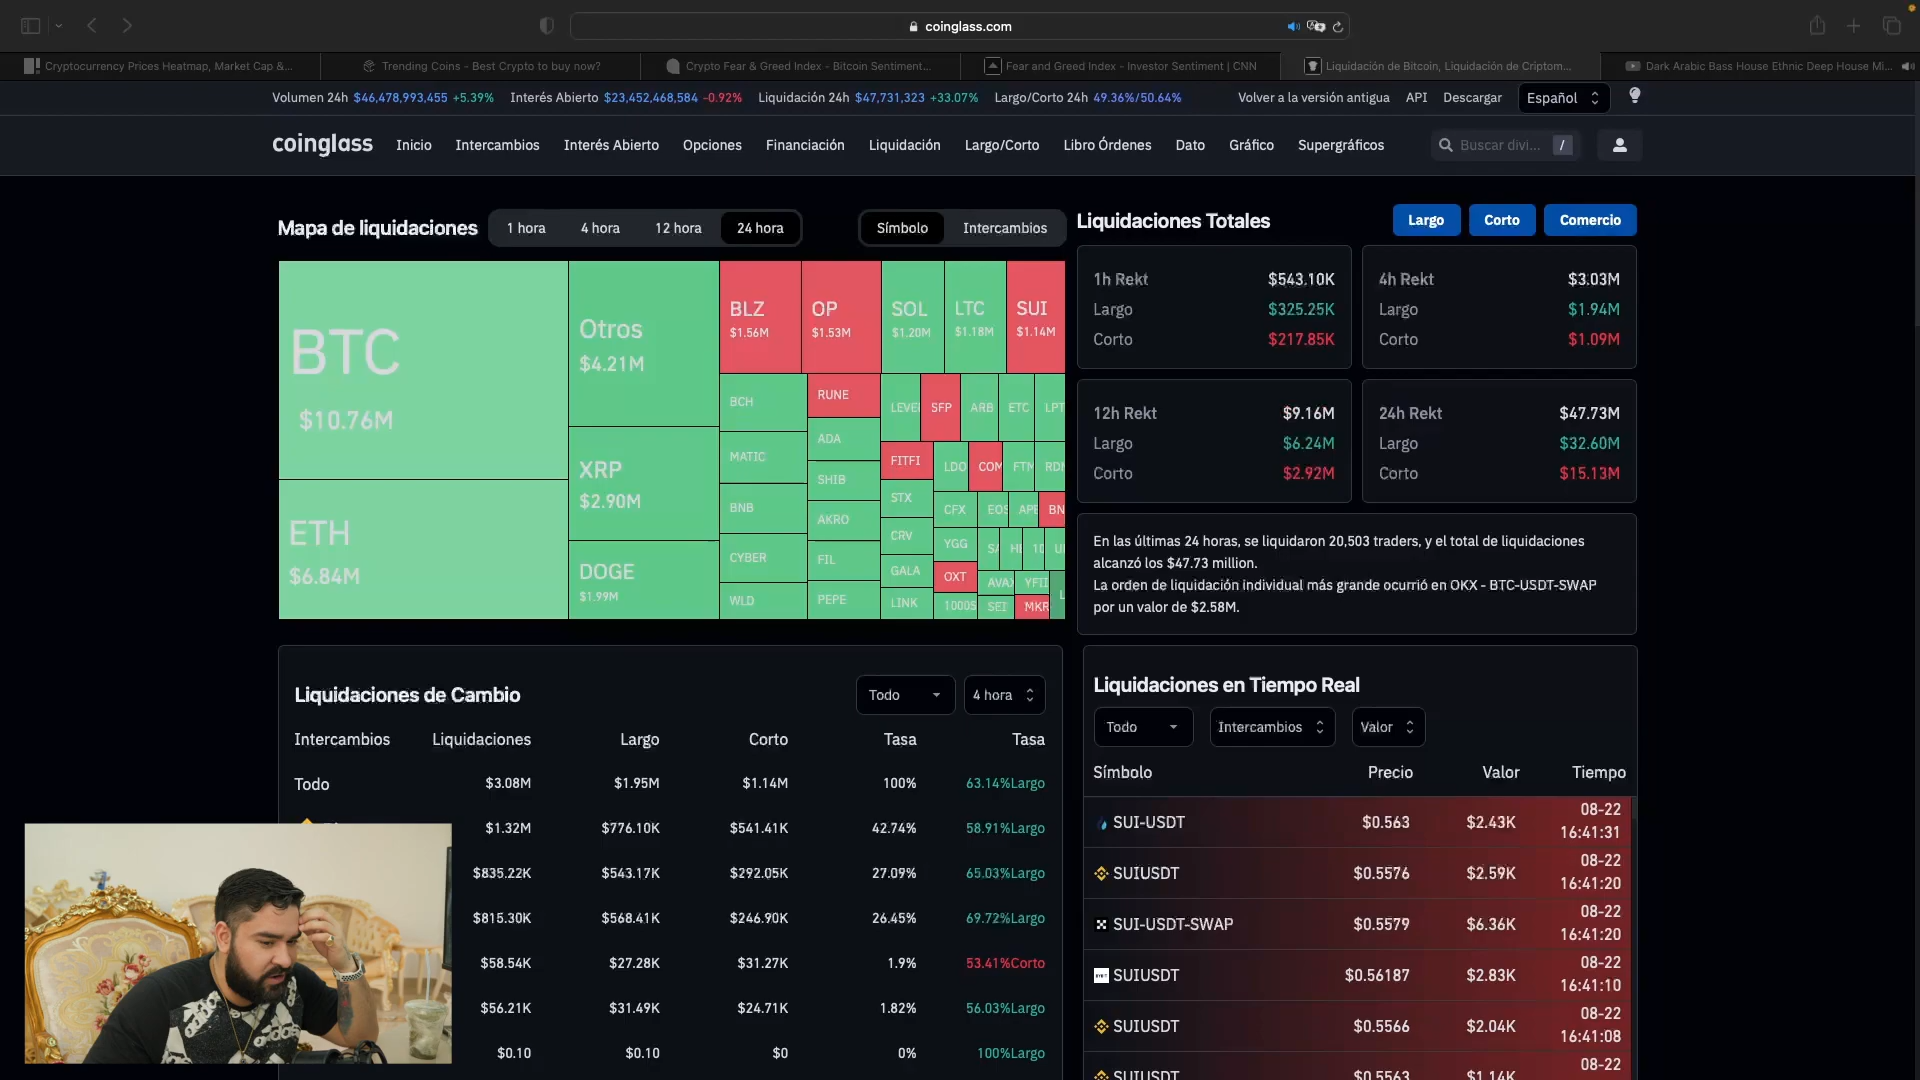 coinglass.com
Cryptocurrency Prices Heatmap, Market Cap &...
Trending Coins - Best Crypto to buy now?
Crypto Fear & Greed Index - Bitcoin Sentiment...
Fear and Greed Index - Investor Sentiment | CNN
Liquidación de Bitcoin, Liquidación de Criptom...
Dark Arabic Bass House Ethnic Deep House Mi...
Volumen 24h $46,478,993,455 +5.39% Interés Abierto $23,452,468,584 -0.92% Liquidación 24h $47,731,323 +33.07% Largo/Corto 24h 49.36%/50.64% Volver a la versión antigua API Descargar Español
coinglass Inicio Intercambios Interés Abierto Opciones Financiación Liquidación Largo/Corto Libro Órdenes Dato Gráfico Supergráficos Buscar divi... /
Mapa de liquidaciones 1 hora 4 hora 12 hora 24 hora Símbolo Intercambios
BTC
$10.76M
ETH
$6.84M
Otros
$4.21M
XRP
$2.90M
DOGE
$1.99M
BLZ
$1.56M
OP
$1.53M
SOL
$1.20M
LTC
$1.18M
SUI
$1.14M
BCH
MATIC
BNB
CYBER
WLD
RUNE
ADA
SHIB
AKRO
FIL
PEPE
LEVE
SFP
ARB
ETC
LPT
FITFI
STX
CRV
GALA
LINK
LDO
COM
FTM
RDN
CFX
EOS
APE
BN
YGG
OXT
1000S
AVAX
YFII
SEI
MKR
Liquidaciones Totales Largo Corto Comercio
1h Rekt $543.10K
Largo $325.25K
Corto $217.85K
4h Rekt $3.03M
Largo $1.94M
Corto $1.09M
12h Rekt $9.16M
Largo $6.24M
Corto $2.92M
24h Rekt $47.73M
Largo $32.60M
Corto $15.13M
En las últimas 24 horas, se liquidaron 20,503 traders, y el total de liquidaciones
alcanzó los $47.73 million.
La orden de liquidación individual más grande ocurrió en OKX - BTC-USDT-SWAP
por un valor de $2.58M.
Liquidaciones de Cambio Todo 4 hora
Intercambios Liquidaciones Largo Corto Tasa Tasa
Todo $3.08M $1.95M $1.14M 100% 63.14%Largo
$1.32M $776.10K $541.41K 42.74% 58.91%Largo
$835.22K $543.17K $292.05K 27.09% 65.03%Largo
$815.30K $568.41K $246.90K 26.45% 69.72%Largo
$58.54K $27.28K $31.27K 1.9% 53.41%Corto
$56.21K $31.49K $24.71K 1.82% 56.03%Largo
$0.10 $0.10 $0 0% 100%Largo
Liquidaciones en Tiempo Real
Todo Intercambios Valor
Símbolo Precio Valor Tiempo
SUI-USDT $0.563 $2.43K 08-22 16:41:31
SUIUSDT $0.5576 $2.59K 08-22 16:41:20
SUI-USDT-SWAP $0.5579 $6.36K 08-22 16:41:20
SUIUSDT $0.56187 $2.83K 08-22 16:41:10
SUIUSDT $0.5566 $2.04K 08-22 16:41:08
SUIUSDT $0.5563 $1.14K 08-22